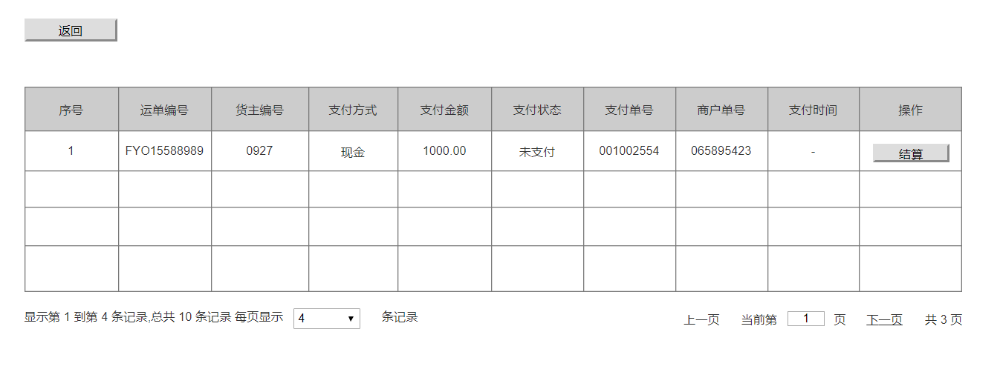 返回
序号 运单编号 货主编号 支付方式 支付金额 支付状态 支付单号 商户单号 支付时间 操作
1 FYO15588989 0927 现金 1000.00 未支付 001002554 065895423 - 结算
显示第 1 到第 4 条记录,总共 10 条记录 每页显示 4 条记录 上一页 当前第 1 页 下一页 共 3 页